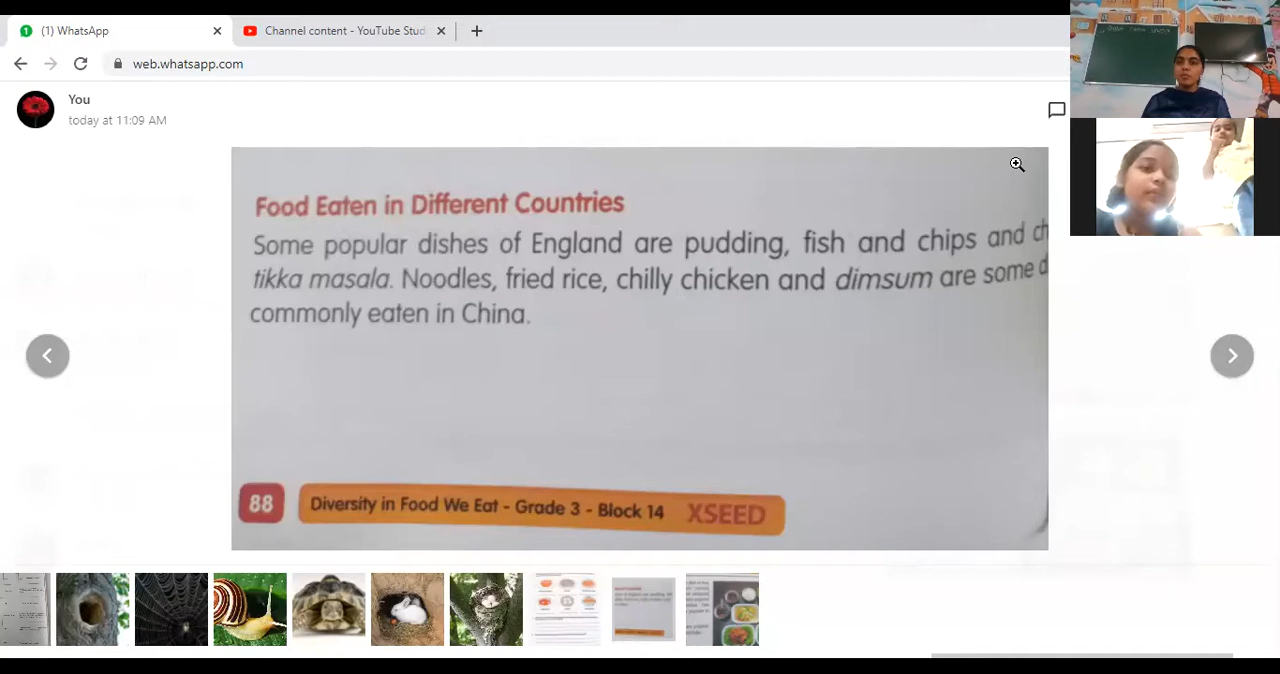 (1) WhatsApp
Channel content - YouTube Stud
web.whatsapp.com
You
today at 11:09 AM
Food Eaten in Different Countries
Some popular dishes of England are pudding, fish and chips and ch
tikka masala. Noodles, fried rice, chilly chicken and dimsum are some d
commonly eaten in China.
88
Diversity in Food We Eat - Grade 3 - Block 14 XSEED